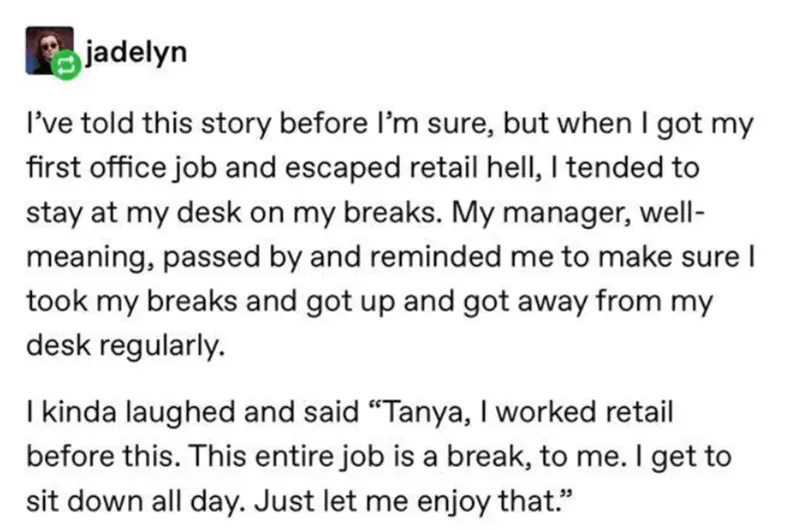 jadelyn
I’ve told this story before I’m sure, but when I got my
first office job and escaped retail hell, I tended to
stay at my desk on my breaks. My manager, well-
meaning, passed by and reminded me to make sure I
took my breaks and got up and got away from my
desk regularly.
I kinda laughed and said “Tanya, I worked retail
before this. This entire job is a break, to me. I get to
sit down all day. Just let me enjoy that.”